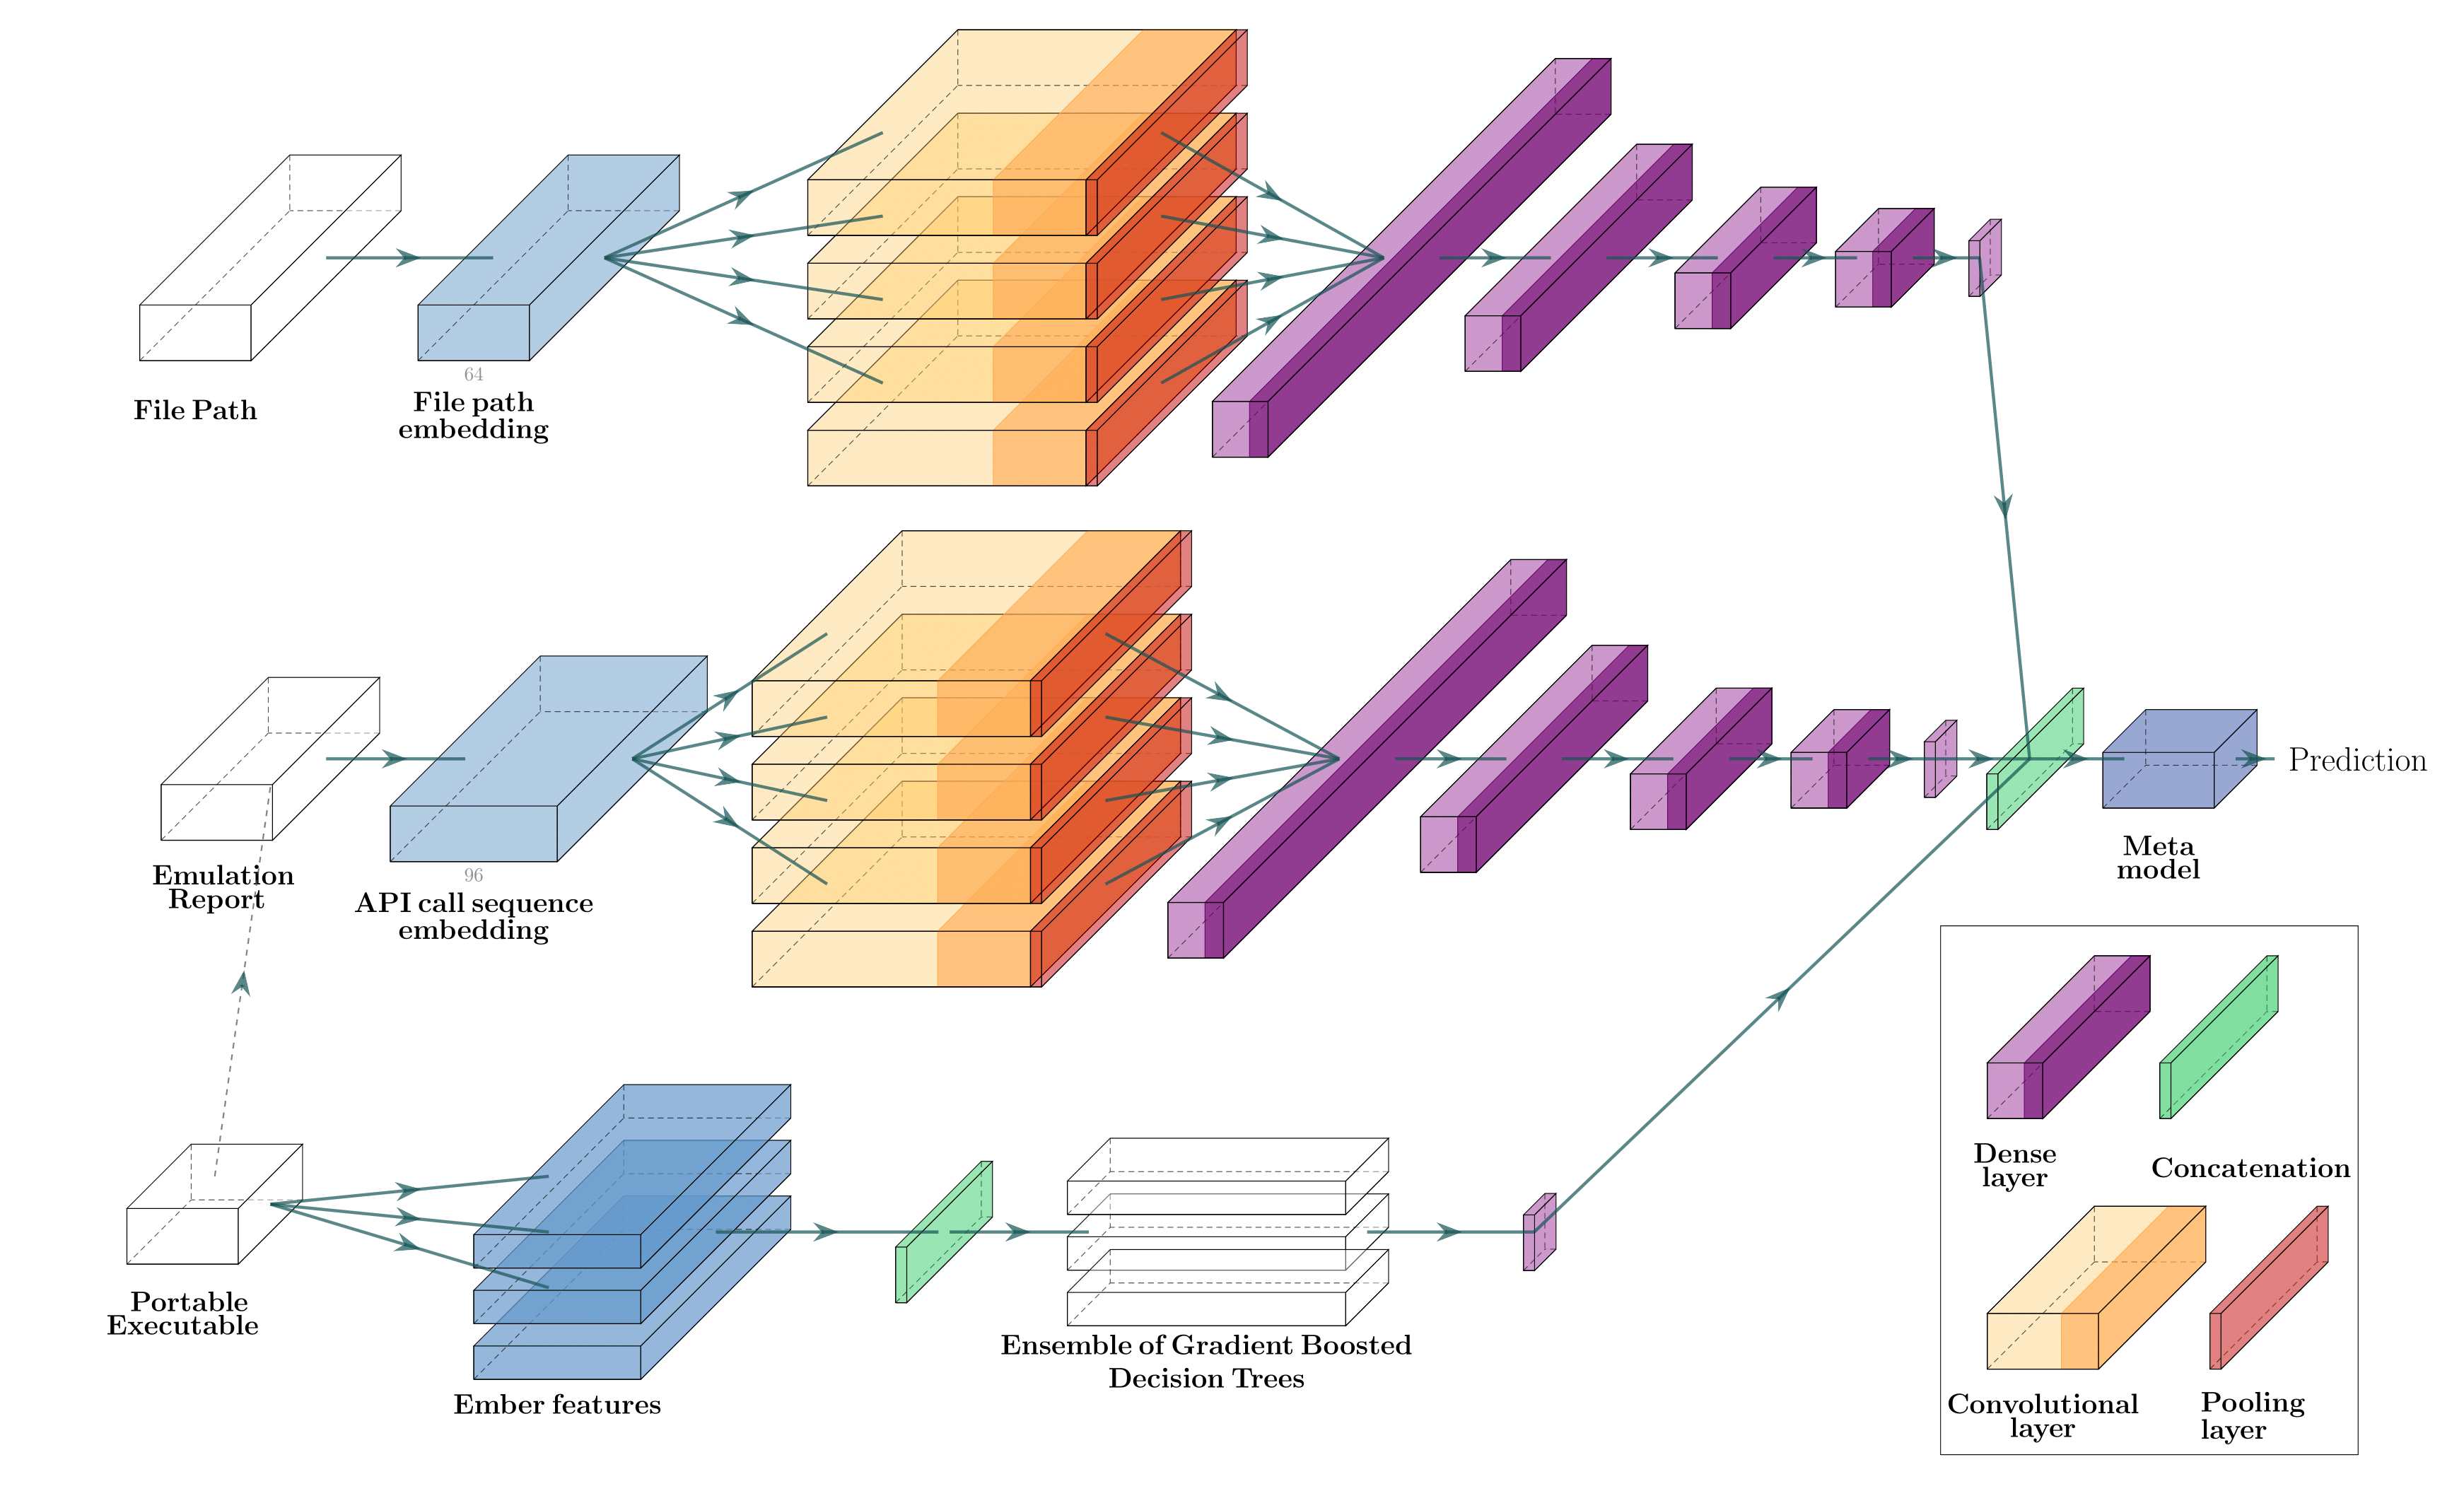 64
File Path
File path
embedding
Prediction
Meta
model
Emulation
Report
96
API call sequence
embedding
Dense
layer
Concatenation
Portable
Executable
Ensemble of Gradient Boosted
Decision Trees
Ember features
Convolutional
layer
Pooling
layer